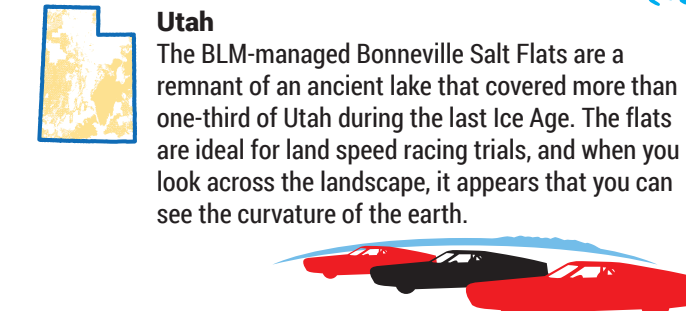 Utah
The BLM-managed Bonneville Salt Flats are a
remnant of an ancient lake that covered more than
one-third of Utah during the last Ice Age. The flats
are ideal for land speed racing trials, and when you
look across the landscape, it appears that you can
see the curvature of the earth.